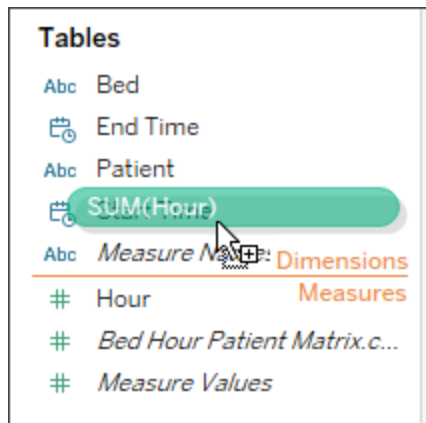 Tables
Abc Bed
End Time
Abc Patient
SUM(Hour)
Abc Measure
Dimensions
# Hour
Measures
# Bed Hour Patient Matrix.c...
# Measure Values